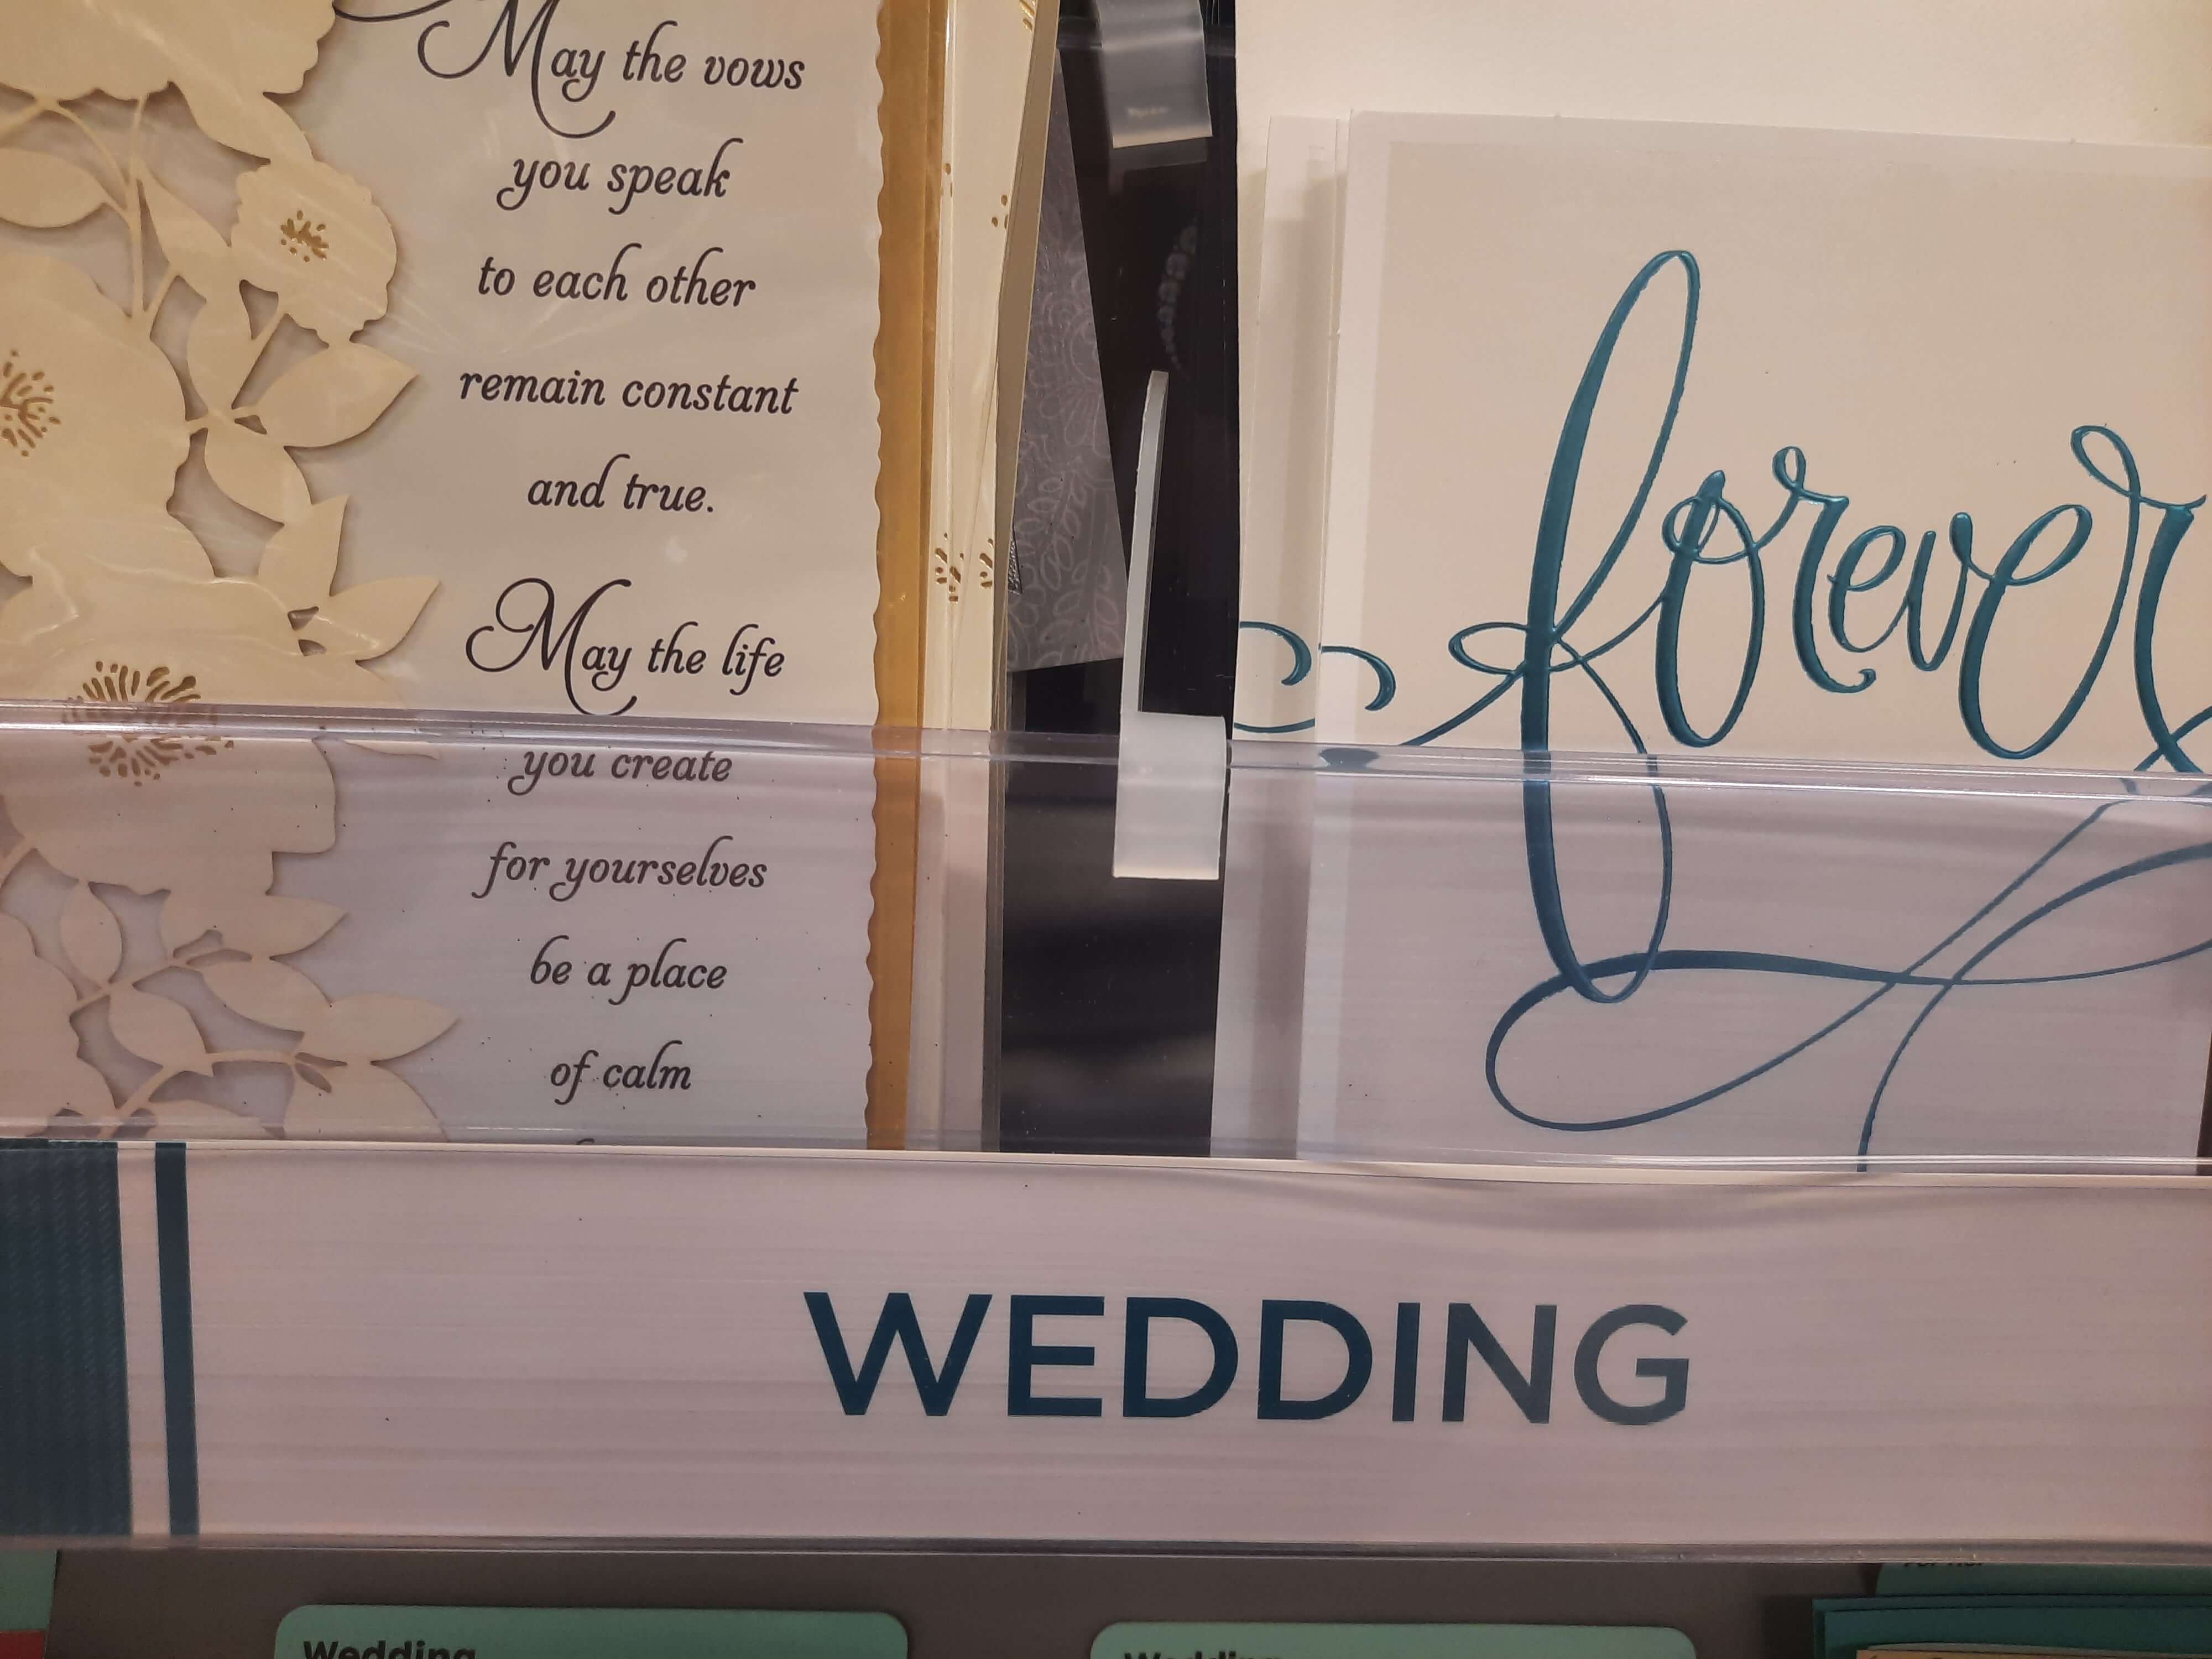 May the vows
you speak
to each other
remain constant
and true.
May the life
you create
for yourselves
be a place
of calm
forever
WEDDING
Wedding
Wedding